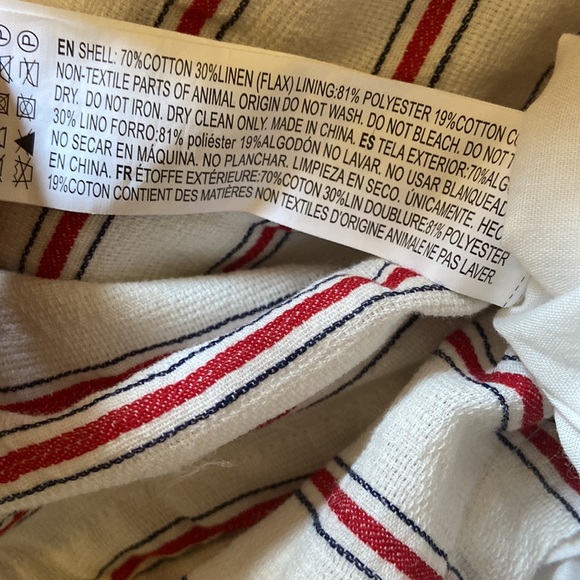 EN SHELL: 70%COTTON 30%LINEN (FLAX) LINING:81% POLYESTER 19%COTTON
NON-TEXTILE PARTS OF ANIMAL ORIGIN DO NOT WASH. DO NOT BLEACH. DO NOT
DRY. DO NOT IRON. DRY CLEAN ONLY. MADE IN CHINA. ES TELA EXTERIOR:70%ALG
30% LINO FORRO:81% poliéster 19%ALGODÓN NO LAVAR. NO USAR BLANQUEAD
NO SECAR EN MÁQUINA. NO PLANCHAR. LIMPIEZA EN SECO. ÚNICAMENTE. HEC
EN CHINA. FR ÉTOFFE EXTÉRIEURE:70%COTON 30%LIN DOUBLURE:81% POLYESTER
19%COTON CONTIENT DES MATIÈRES NON TEXTILES D'ORIGINE ANIMALE NE PAS LAVER.